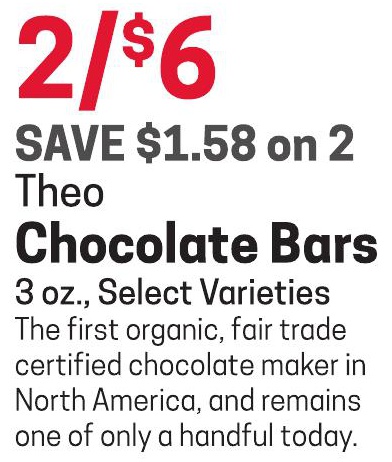 2/$6
SAVE $1.58 on 2
Theo
Chocolate Bars
3 oz., Select Varieties
The first organic, fair trade
certified chocolate maker in
North America, and remains
one of only a handful today.